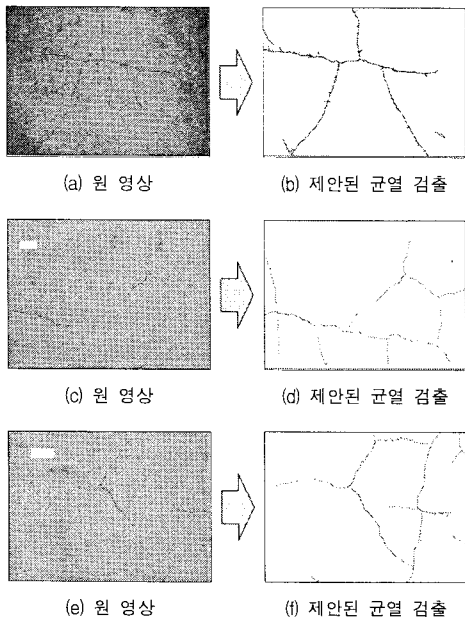 (a) 원 영상
(b) 제안된 균열 검출
(c) 원 영상
(d) 제안된 균열 검출
(e) 원 영상
(f) 제안된 균열 검출